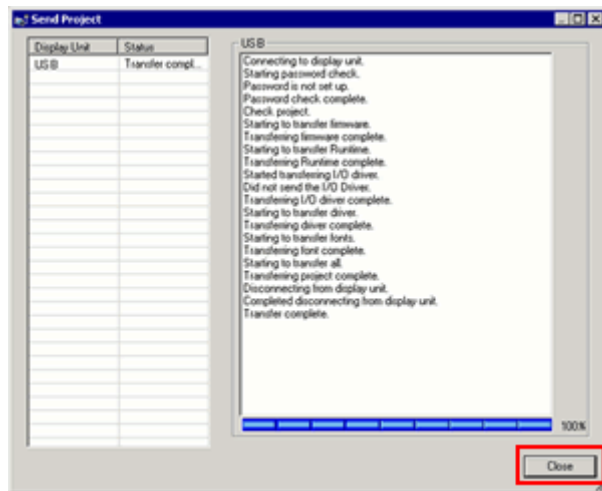 Send Project
Display Unit Status
USB Transfer compl...
USB
Connecting to display unit.
Starting password check.
Password is not set up.
Password check complete.
Check project.
Starting to transfer firmware.
Transferring firmware complete.
Starting to transfer Runtime.
Transferring Runtime complete.
Started transferring I/O driver.
Did not send the I/O Driver.
Transferring I/O driver complete.
Starting to transfer driver.
Transferring driver complete.
Starting to transfer fonts.
Transferring font complete.
Starting to transfer all.
Transferring project complete.
Disconnecting from display unit.
Completed disconnecting from display unit.
Transfer complete.
100%
Close